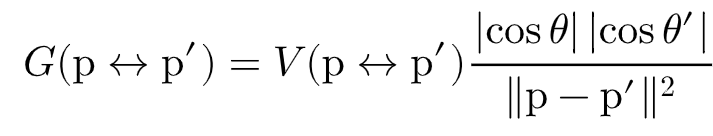 G(p ↔ p′) = V(p ↔ p′) |cos θ| |cos θ′| / ‖p − p′‖²